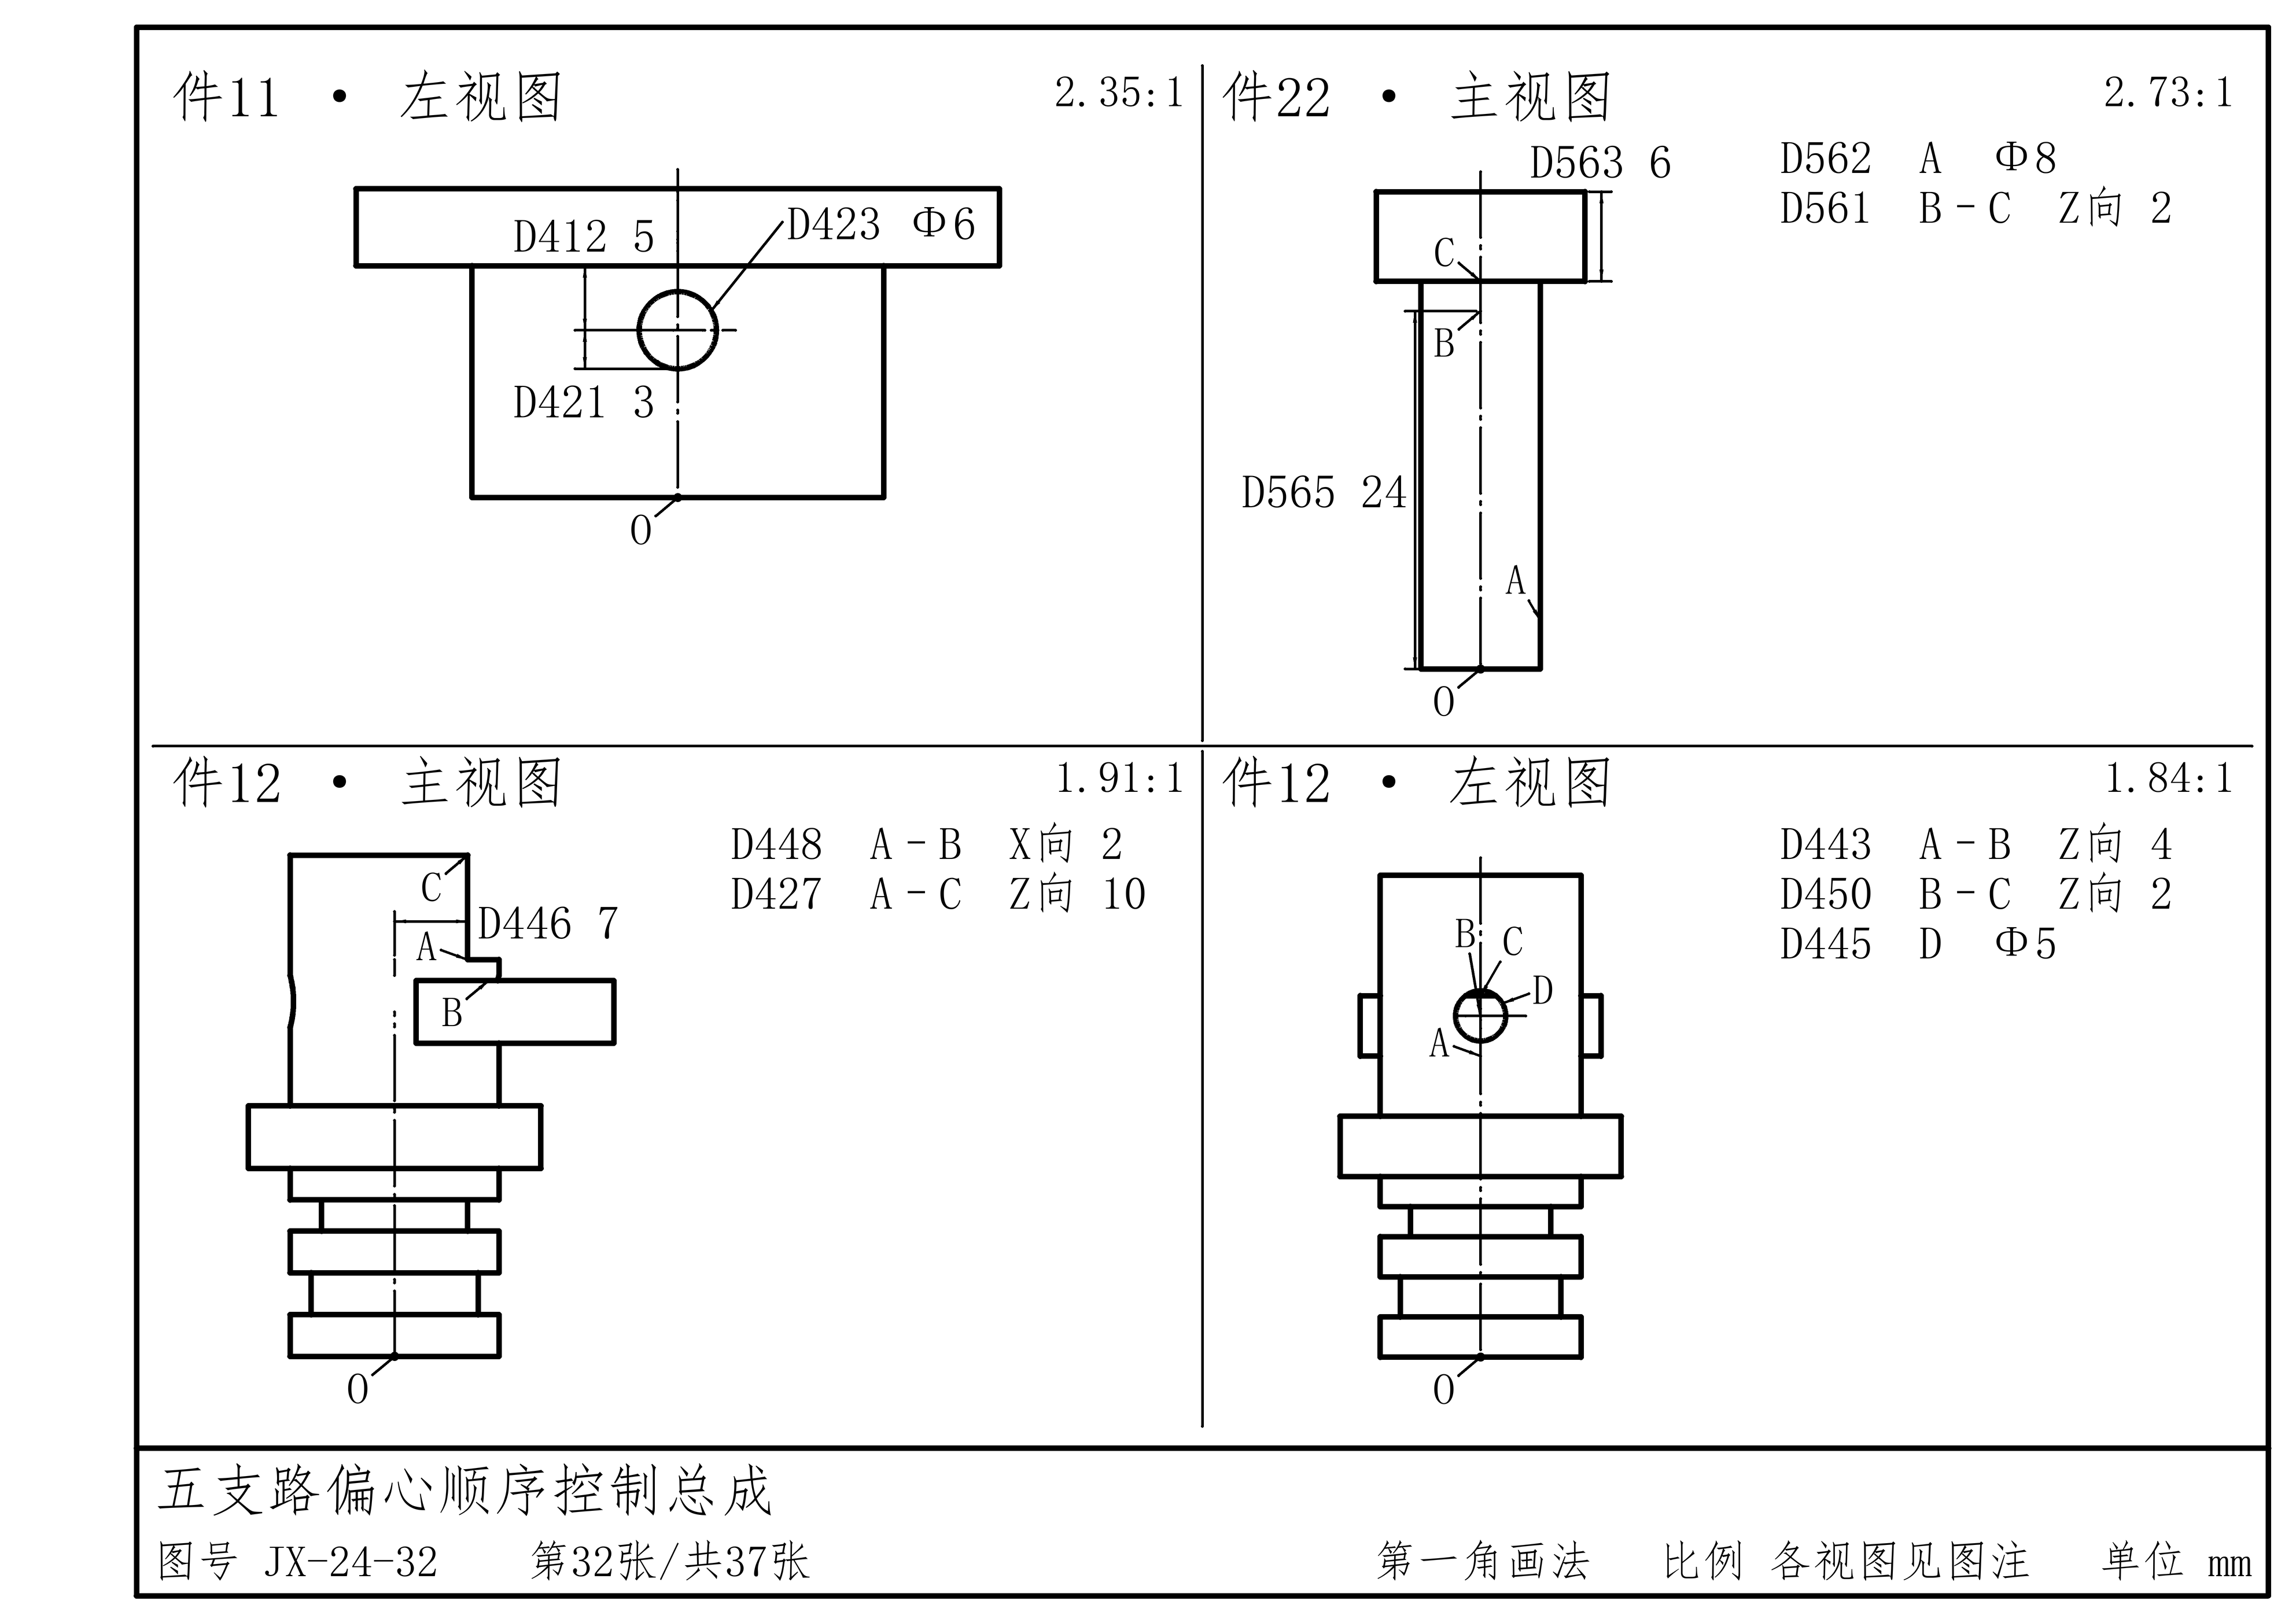 件11 • 左视图 2.35:1
D412 5
D423 Φ6
D421 3
O
件22 • 主视图 2.73:1
D563 6
D562 A Φ8
D561 B-C Z向 2
C
B
D565 24
A
O
件12 • 主视图 1.91:1
D448 A-B X向 2
D427 A-C Z向 10
C
D446 7
A
B
O
件12 • 左视图 1.84:1
D443 A-B Z向 4
D450 B-C Z向 2
D445 D Φ5
B
C
D
A
O
五支路偏心顺序控制总成
图号 JX-24-32 第32张/共37张 第一角画法 比例 各视图见图注 单位 mm